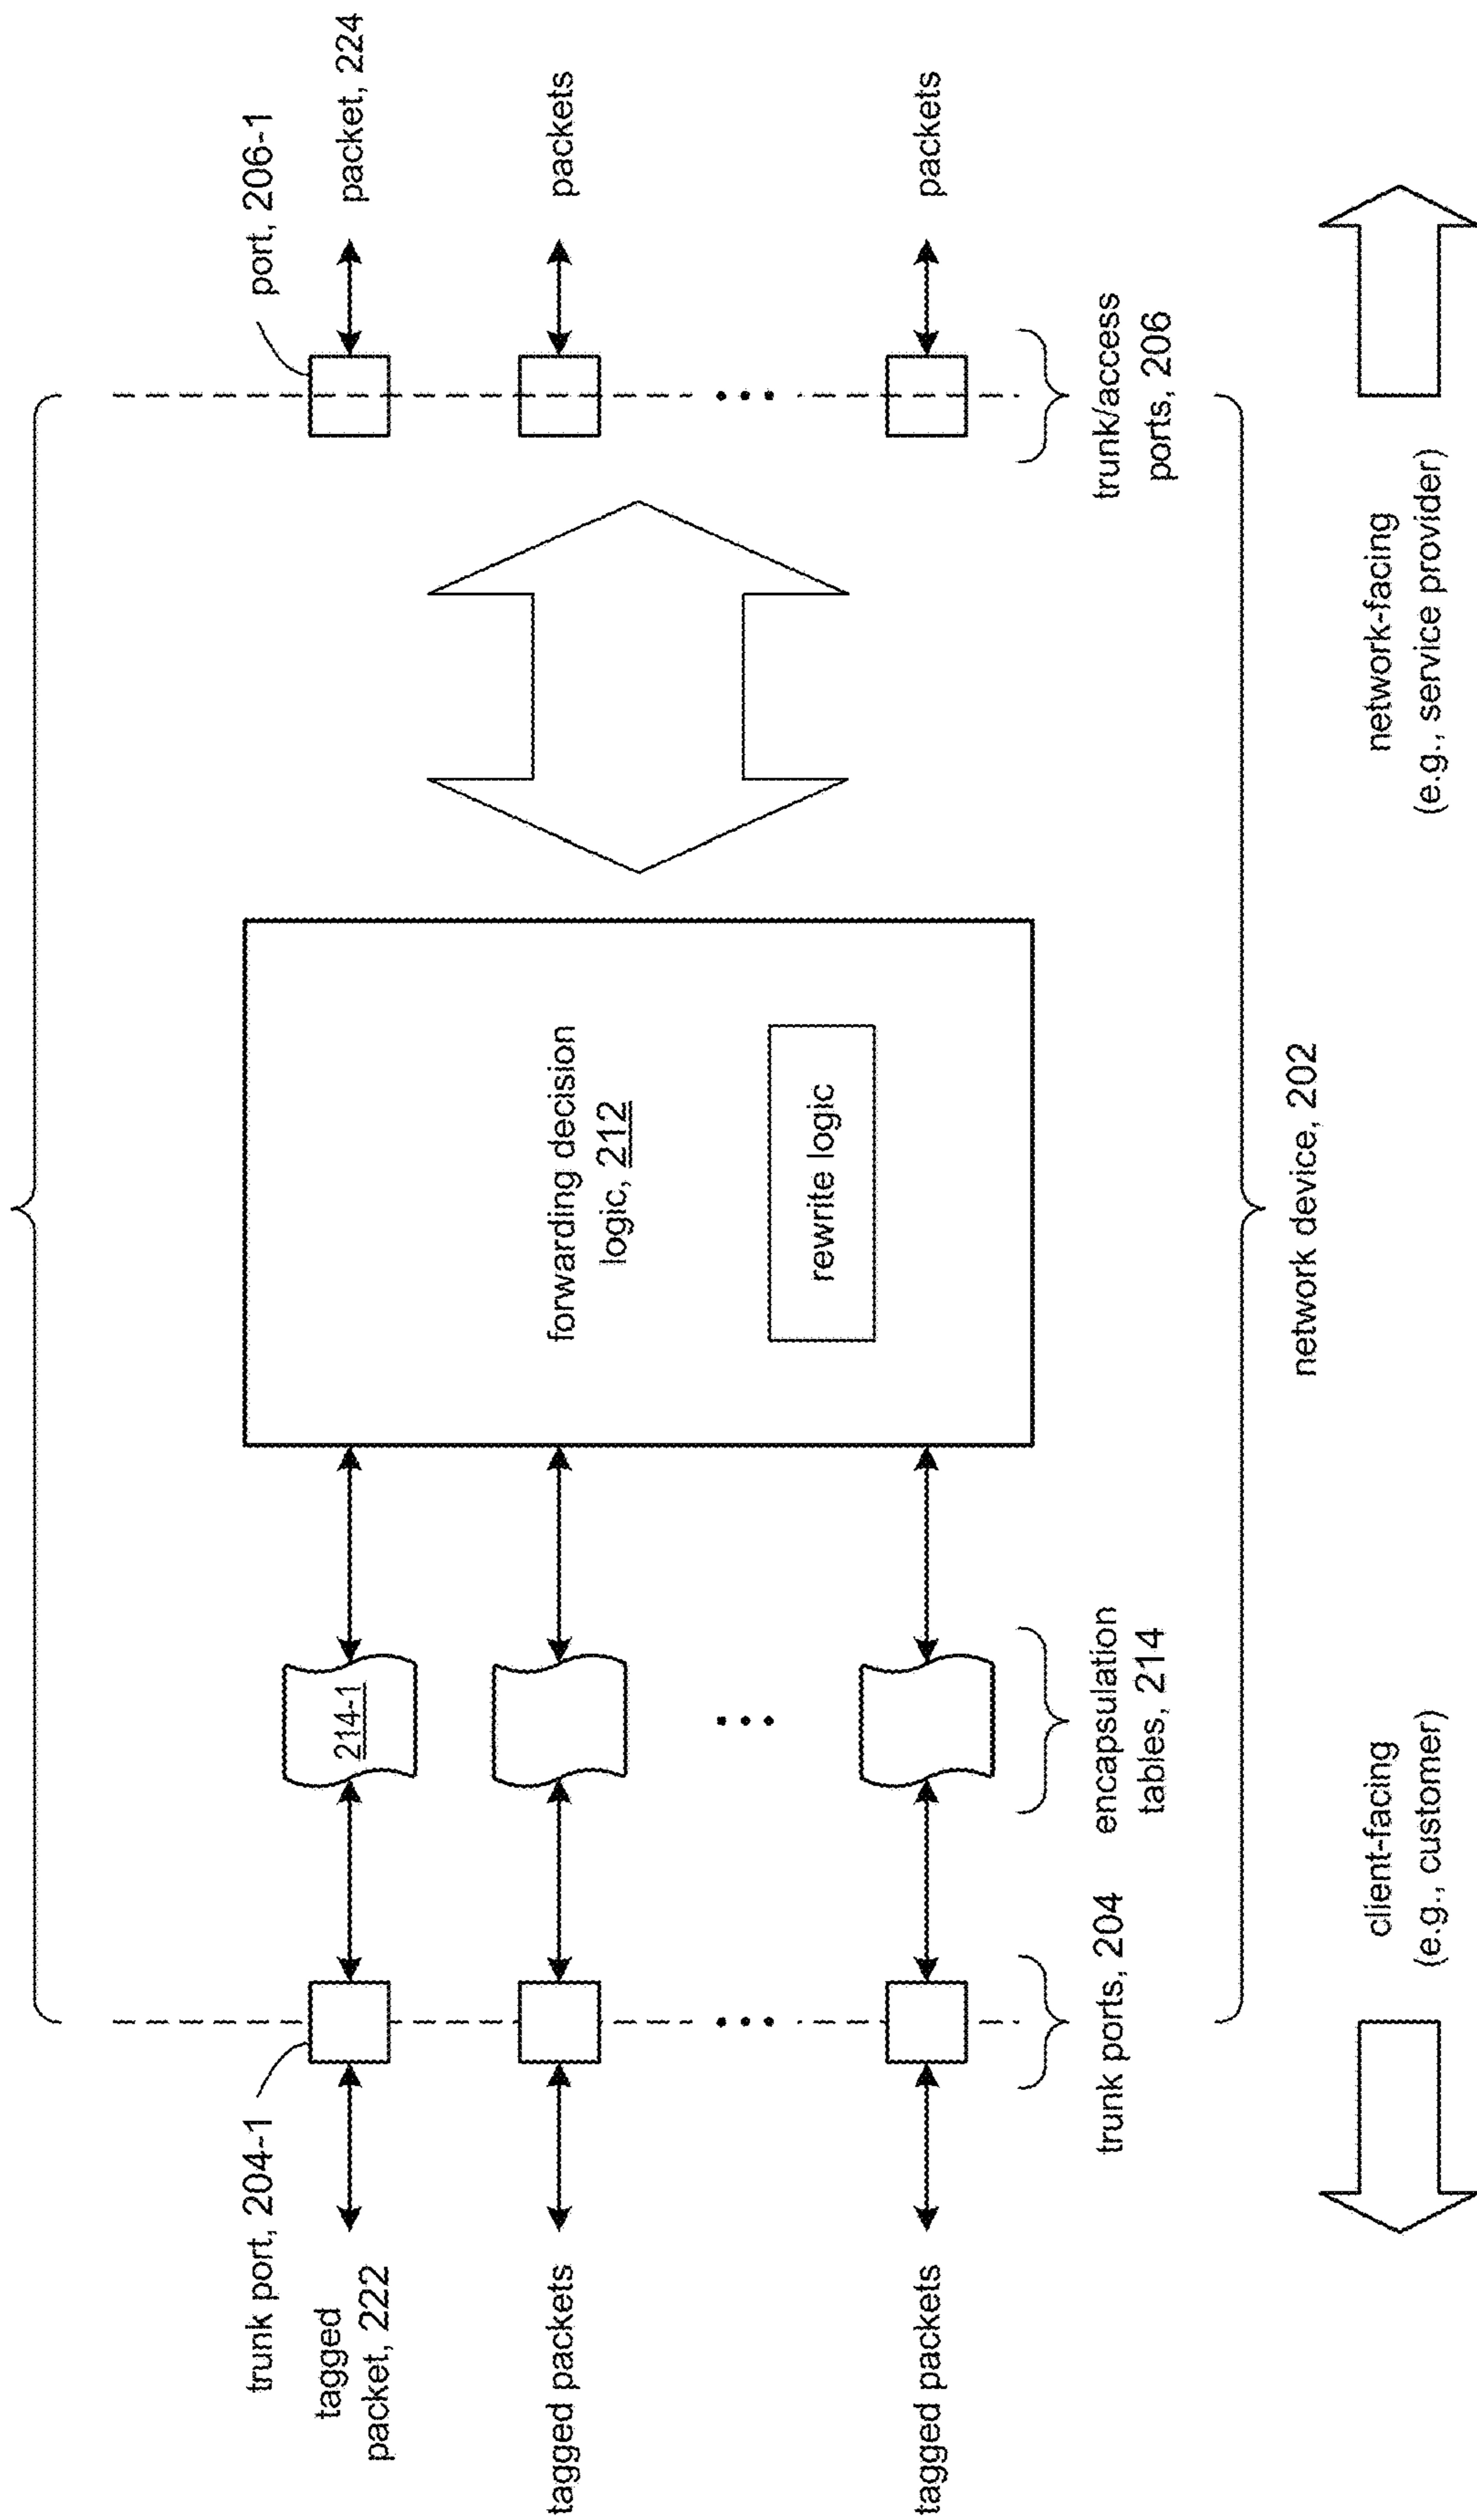 trunk port, 204-1
tagged
packet, 222
tagged packets
tagged packets
214-1
forwarding decision
logic, 212
rewrite logic
port, 206-1
packet, 224
packets
packets
trunk ports, 204
encapsulation
tables, 214
trunk/access
ports, 206
network device, 202
client-facing
(e.g., customer)
network-facing
(e.g., service provider)